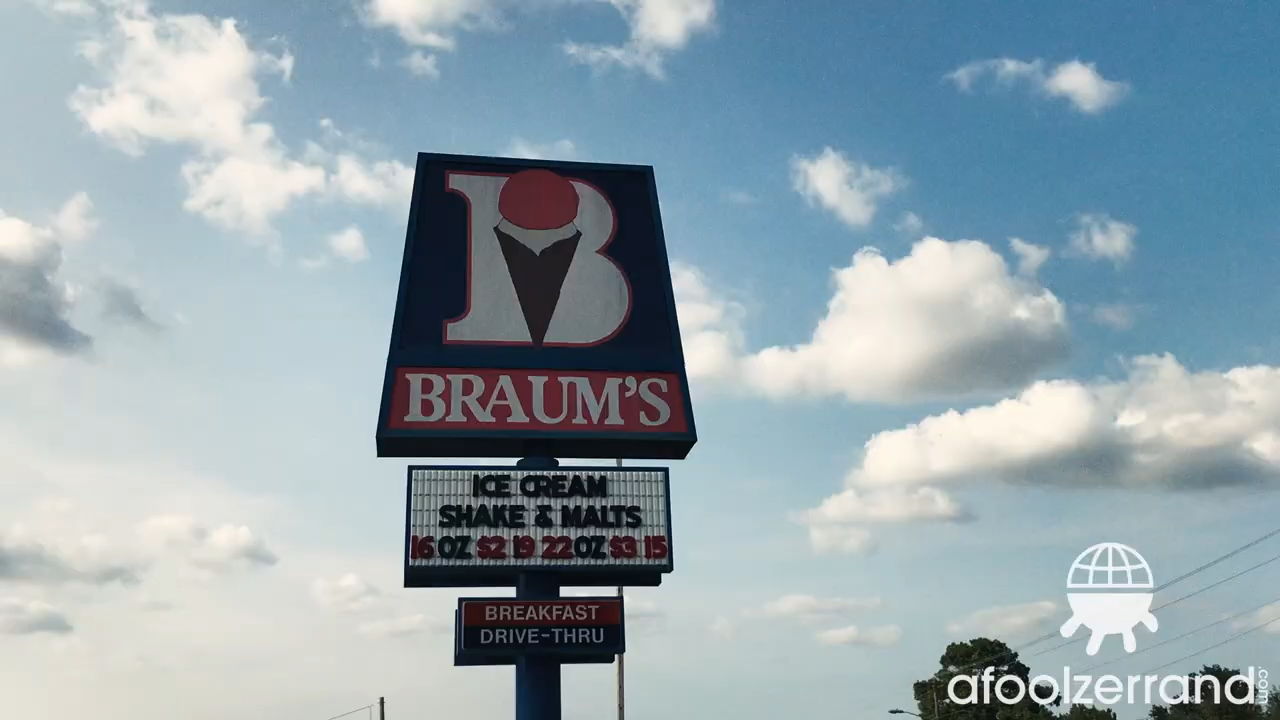 B
BRAUM'S
ICE CREAM
SHAKE & MALTS
16 OZ $2 19 22 OZ $3 15
BREAKFAST
DRIVE-THRU
afoolzerrand.com